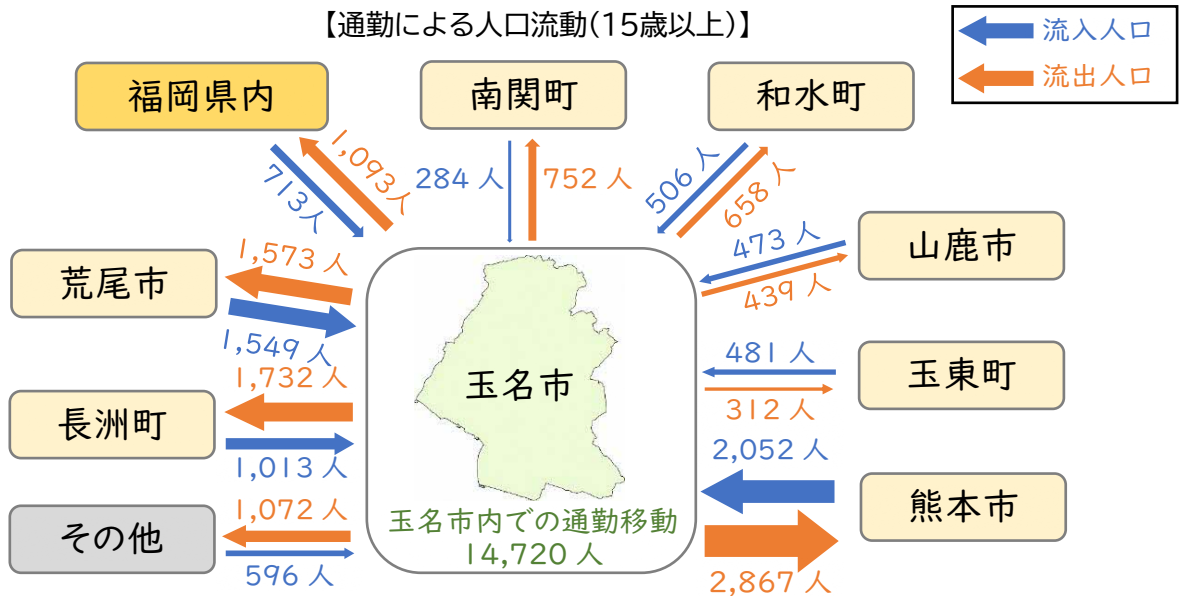 【通勤による人口流動(15歳以上)】
流入人口
流出人口
福岡県内
南関町
和水町
1,093人
713人
284 人
752 人
506 人
658 人
荒尾市
1,573 人
1,549 人
473 人
439 人
山鹿市
長洲町
1,732 人
1,013 人
玉名市
481 人
312 人
玉東町
その他
1,072 人
596 人
玉名市内での通勤移動
14,720 人
2,052 人
2,867 人
熊本市